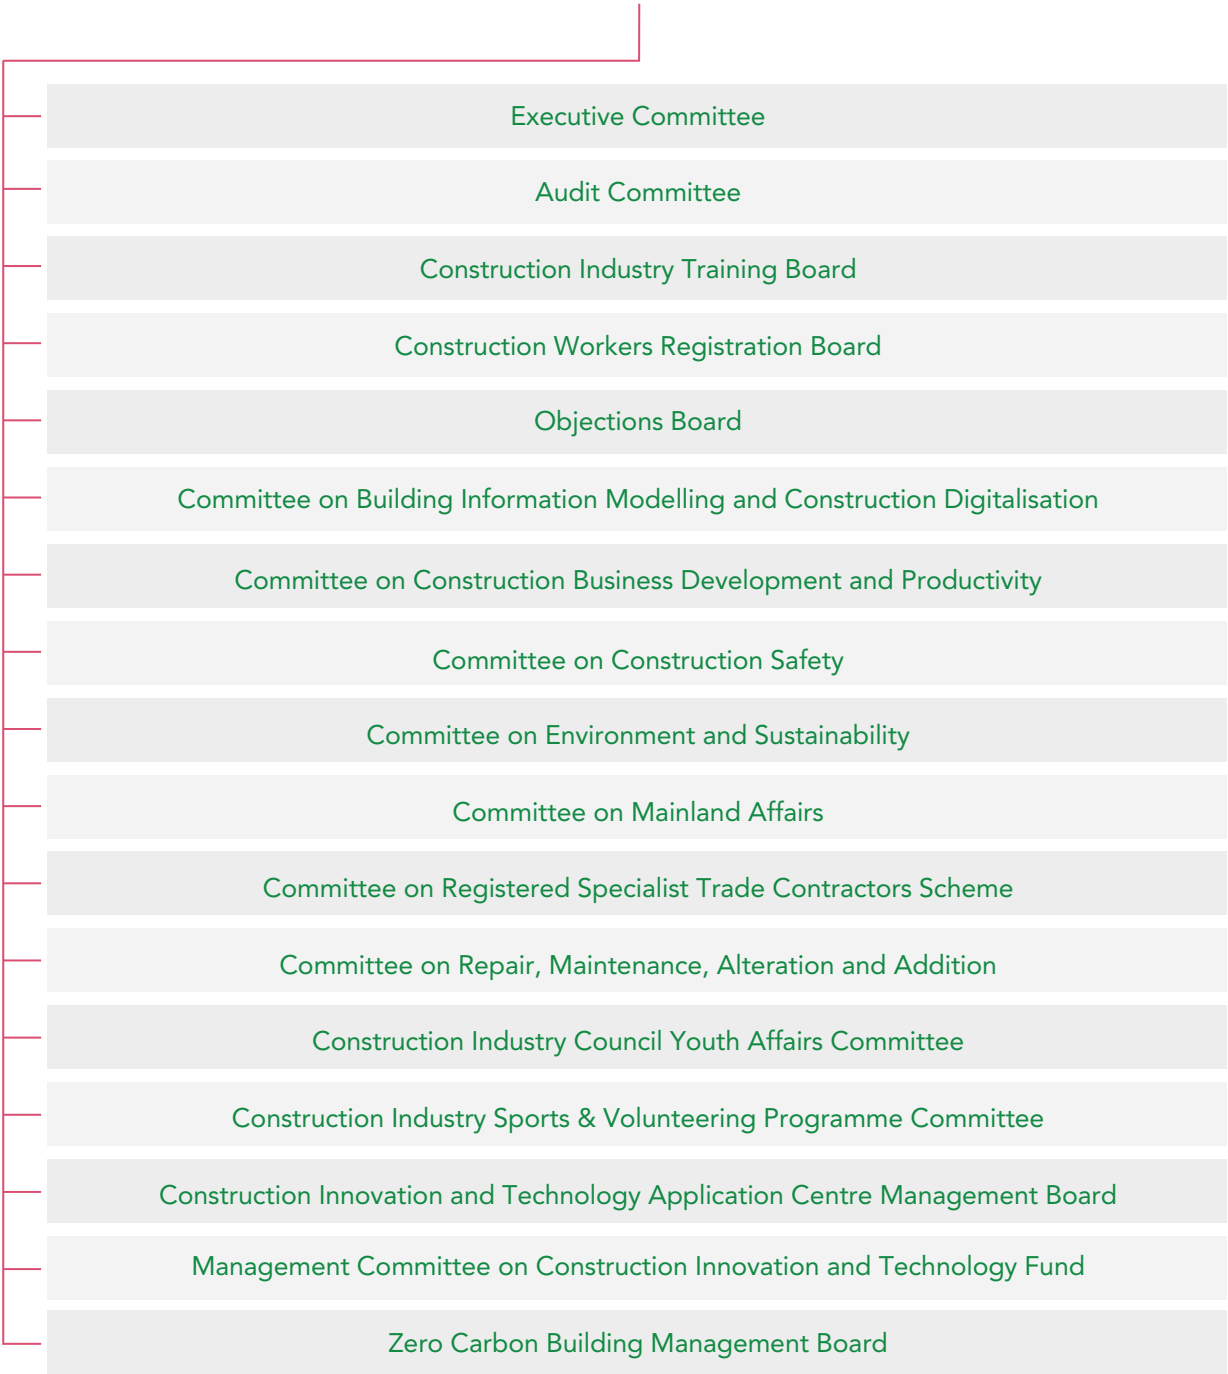 Executive Committee
Audit Committee
Construction Industry Training Board
Construction Workers Registration Board
Objections Board
Committee on Building Information Modelling and Construction Digitalisation
Committee on Construction Business Development and Productivity
Committee on Construction Safety
Committee on Environment and Sustainability
Committee on Mainland Affairs
Committee on Registered Specialist Trade Contractors Scheme
Committee on Repair, Maintenance, Alteration and Addition
Construction Industry Council Youth Affairs Committee
Construction Industry Sports & Volunteering Programme Committee
Construction Innovation and Technology Application Centre Management Board
Management Committee on Construction Innovation and Technology Fund
Zero Carbon Building Management Board